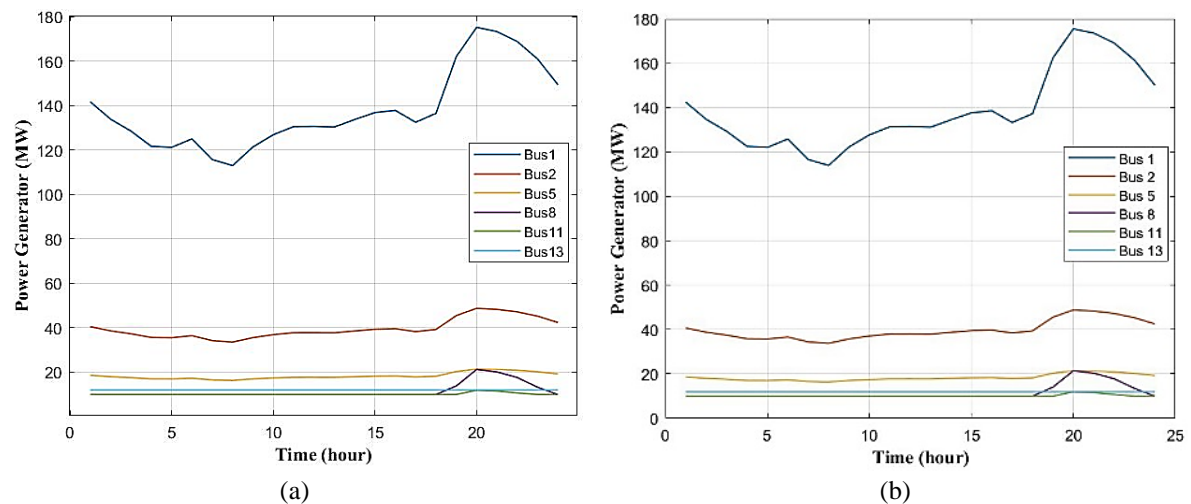 180
160
140
120
100
80
60
40
20
0
5
10
15
20
Power Generator (MW)
Time (hour)
Bus1
Bus2
Bus5
Bus8
Bus11
Bus13
(a)
180
160
140
120
100
80
60
40
20
0
0
5
10
15
20
25
Power Generator (MW)
Time (hour)
Bus 1
Bus 2
Bus 5
Bus 8
Bus 11
Bus 13
(b)